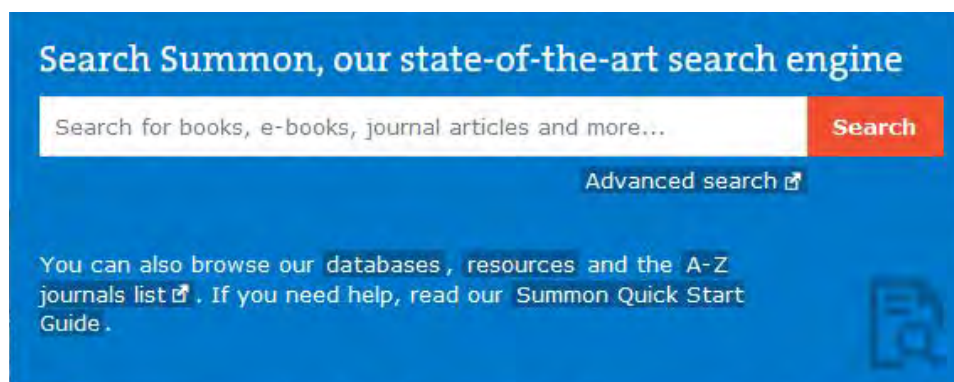 Search Summon, our state-of-the-art search engine
Search for books, e-books, journal articles and more... Search
Advanced search
You can also browse our databases, resources and the A-Z
journals list. If you need help, read our Summon Quick Start
Guide.